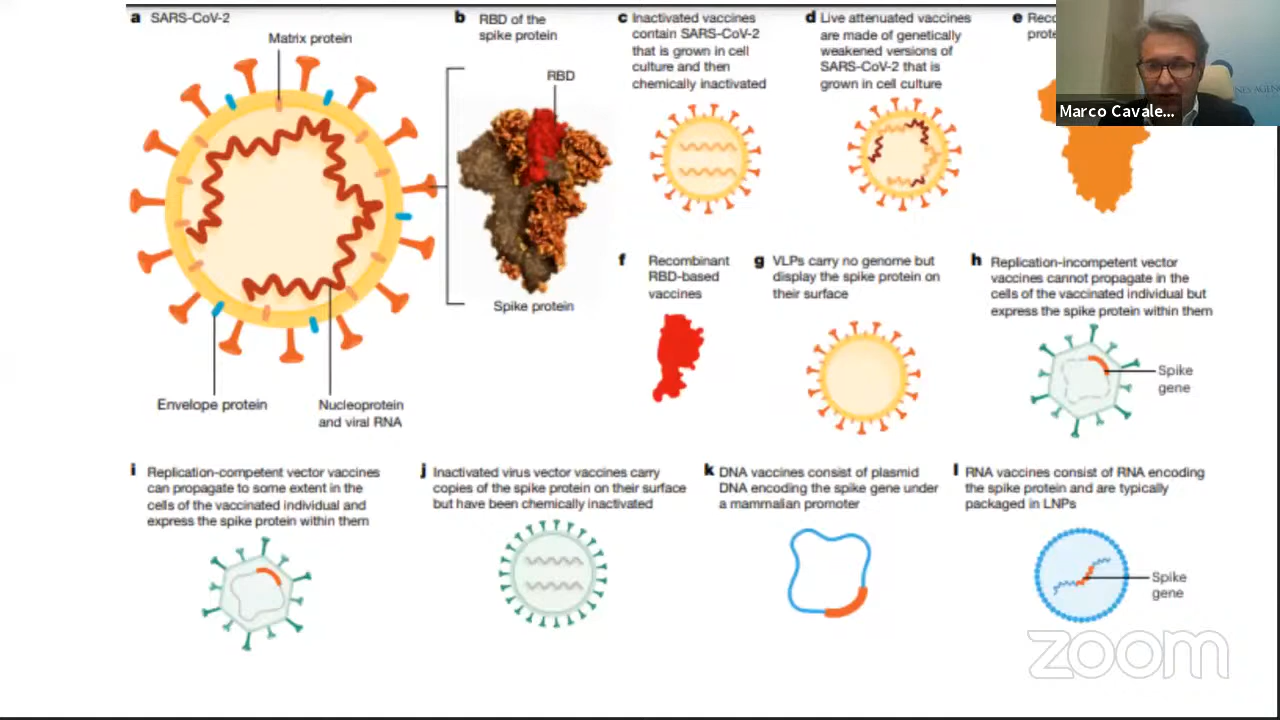 a SARS-CoV-2
Matrix protein
Envelope protein
Nucleoprotein
and viral RNA
b RBD of the
spike protein
RBD
Spike protein
c Inactivated vaccines
contain SARS-CoV-2
that is grown in cell
culture and then
chemically inactivated
d Live attenuated vaccines
are made of genetically
weakened versions of
SARS-CoV-2 that is
grown in cell culture
e
Marco Cavale...
f Recombinant
RBD-based
vaccines
g VLPs carry no genome but
display the spike protein on
their surface
h Replication-incompetent vector
vaccines cannot propagate in the
cells of the vaccinated individual but
express the spike protein within them
Spike
gene
i Replication-competent vector vaccines
can propagate to some extent in the
cells of the vaccinated individual and
express the spike protein within them
j Inactivated virus vector vaccines carry
copies of the spike protein on their surface
but have been chemically inactivated
k DNA vaccines consist of plasmid
DNA encoding the spike gene under
a mammalian promoter
l RNA vaccines consist of RNA encoding
the spike protein and are typically
packaged in LNPs
Spike
gene
zoom